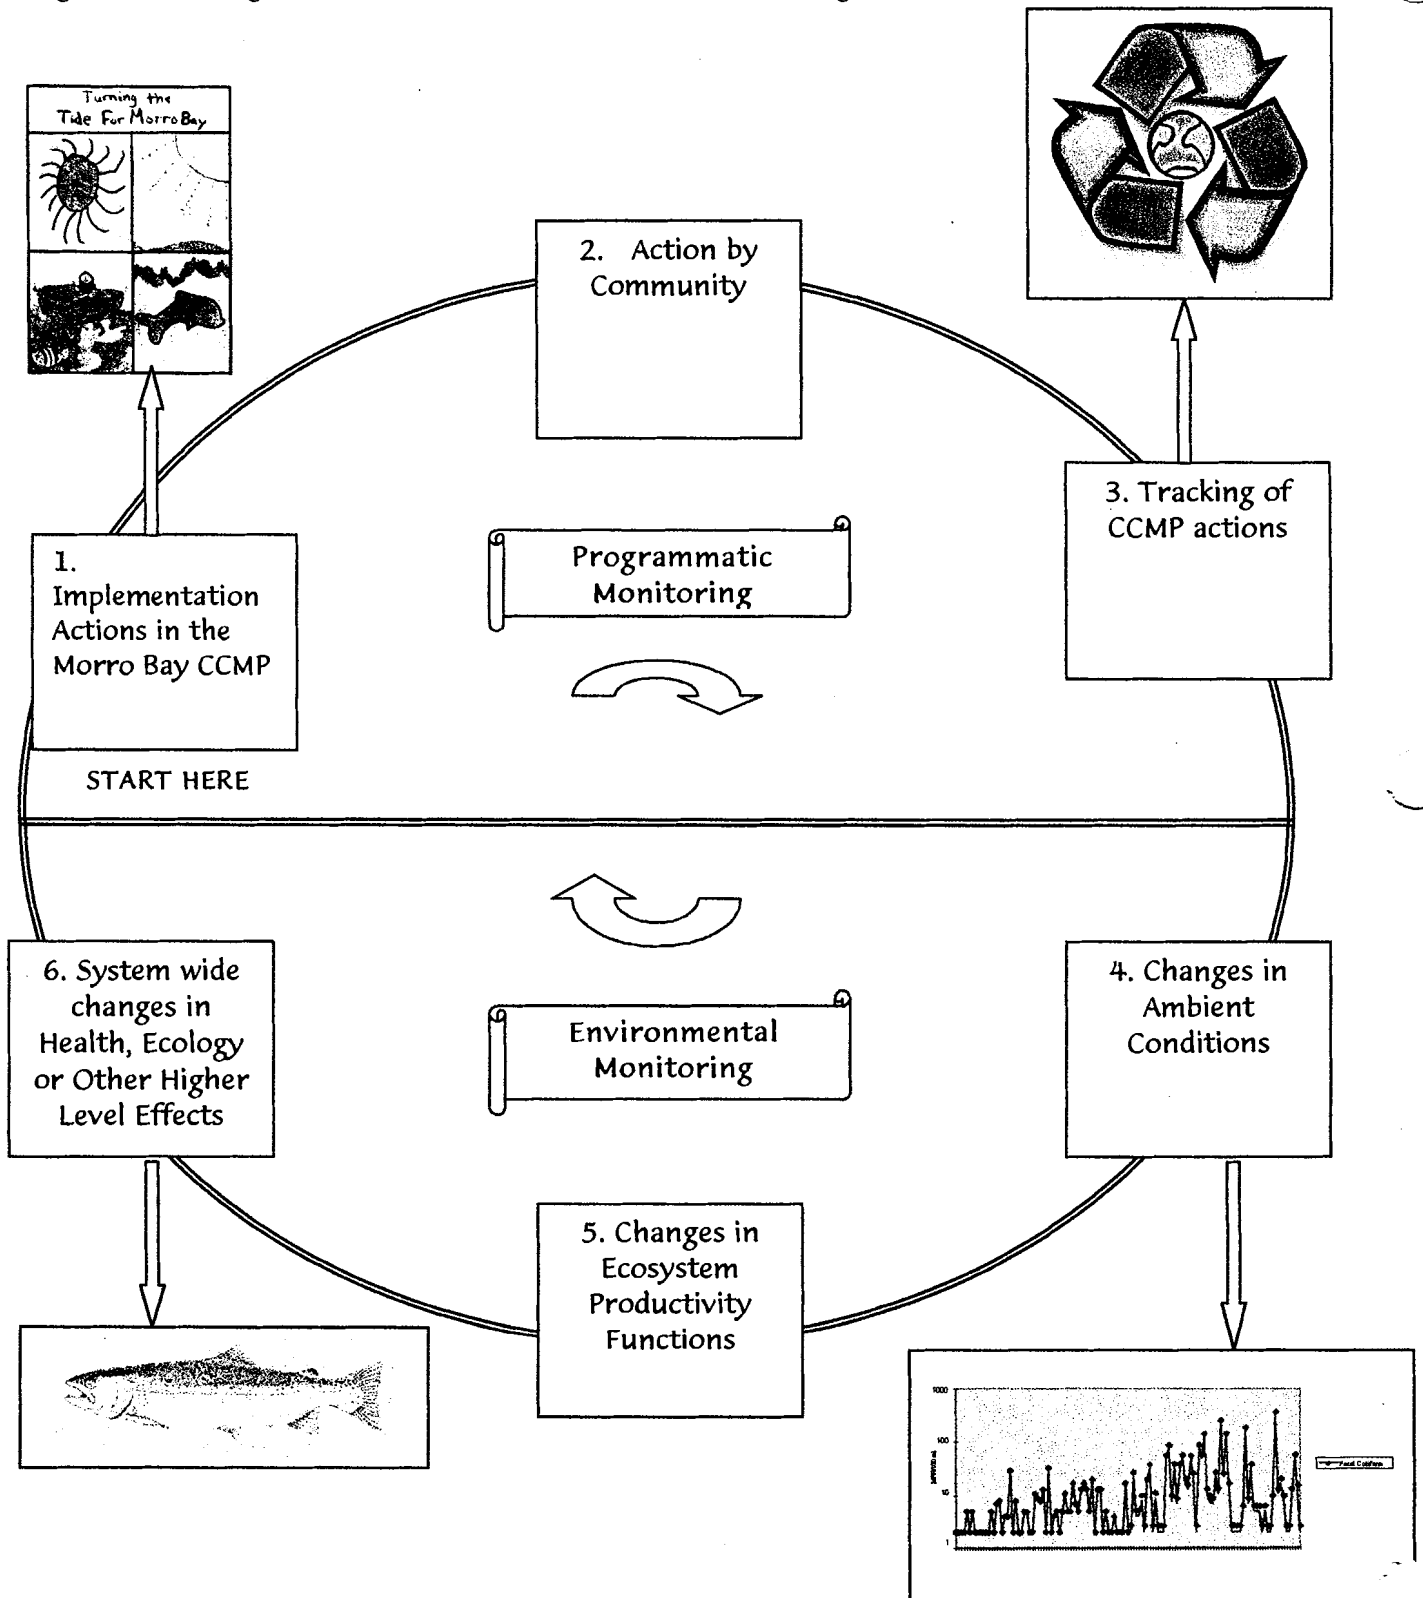 Turning the
Tide For Morro Bay
2. Action by
Community
3. Tracking of
CCMP actions
1.
Implementation
Actions in the
Morro Bay CCMP
START HERE
Programmatic
Monitoring
Environmental
Monitoring
6. System wide
changes in
Health, Ecology
or Other Higher
Level Effects
4. Changes in
Ambient
Conditions
5. Changes in
Ecosystem
Productivity
Functions
1000
100
10
1
Fecal Coliform